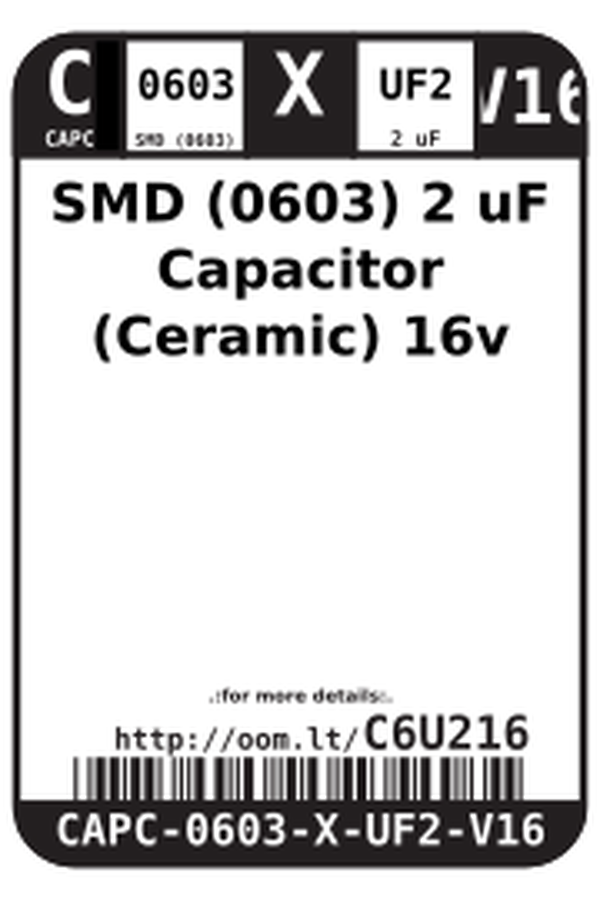 C 0603 X UF2 V16
CAPC SMD (0603) 2 uF
SMD (0603) 2 uF
Capacitor
(Ceramic) 16v
.:for more details:.
http://oom.lt/C6U216
CAPC-0603-X-UF2-V16